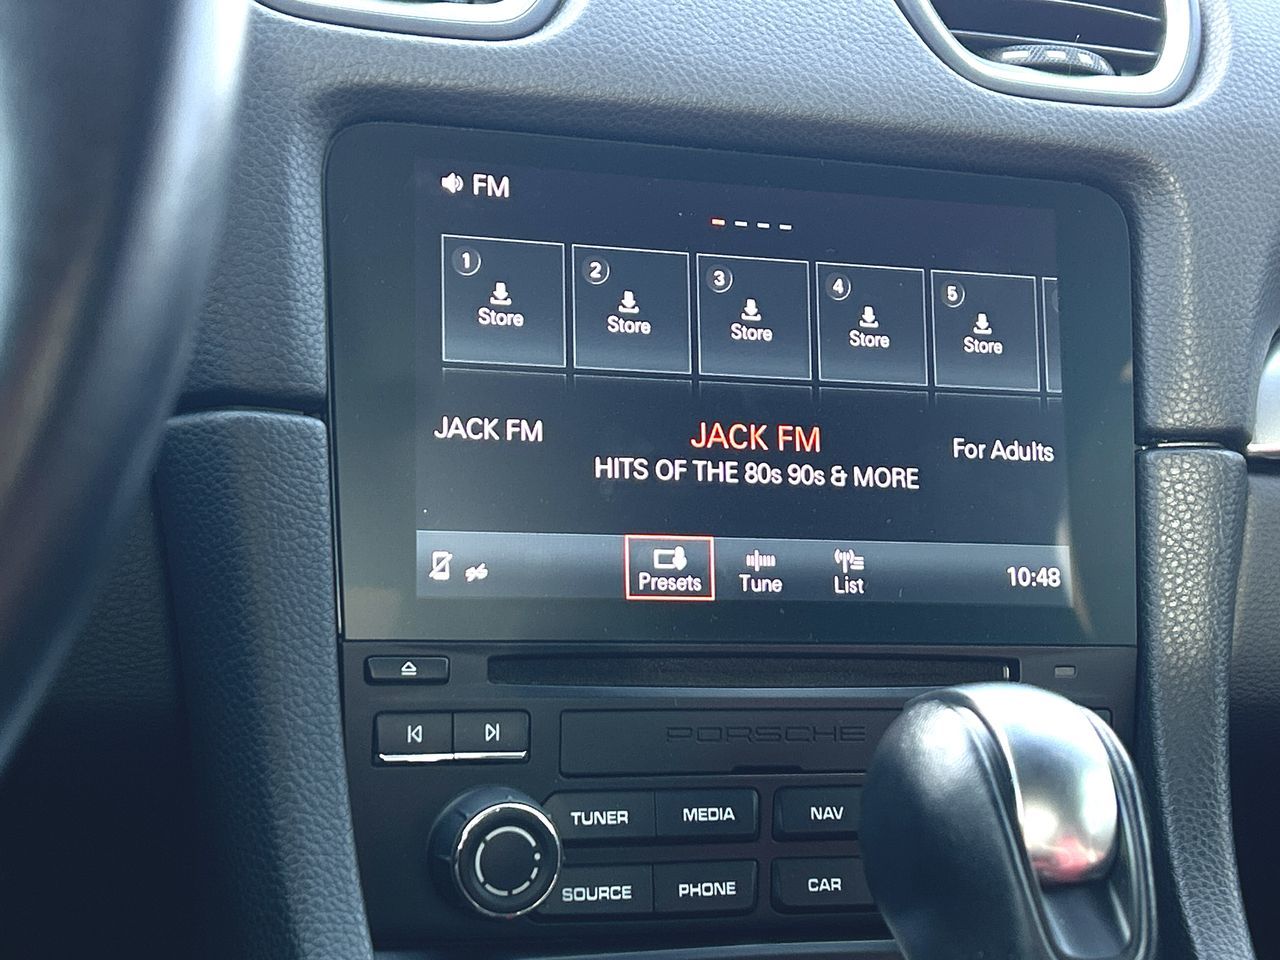 FM
1 2 3 4 5
Store Store Store Store Store
JACK FM JACK FM For Adults
HITS OF THE 80s 90s & MORE
Presets Tune List 10:48
PORSCHE
TUNER MEDIA NAV
SOURCE PHONE CAR